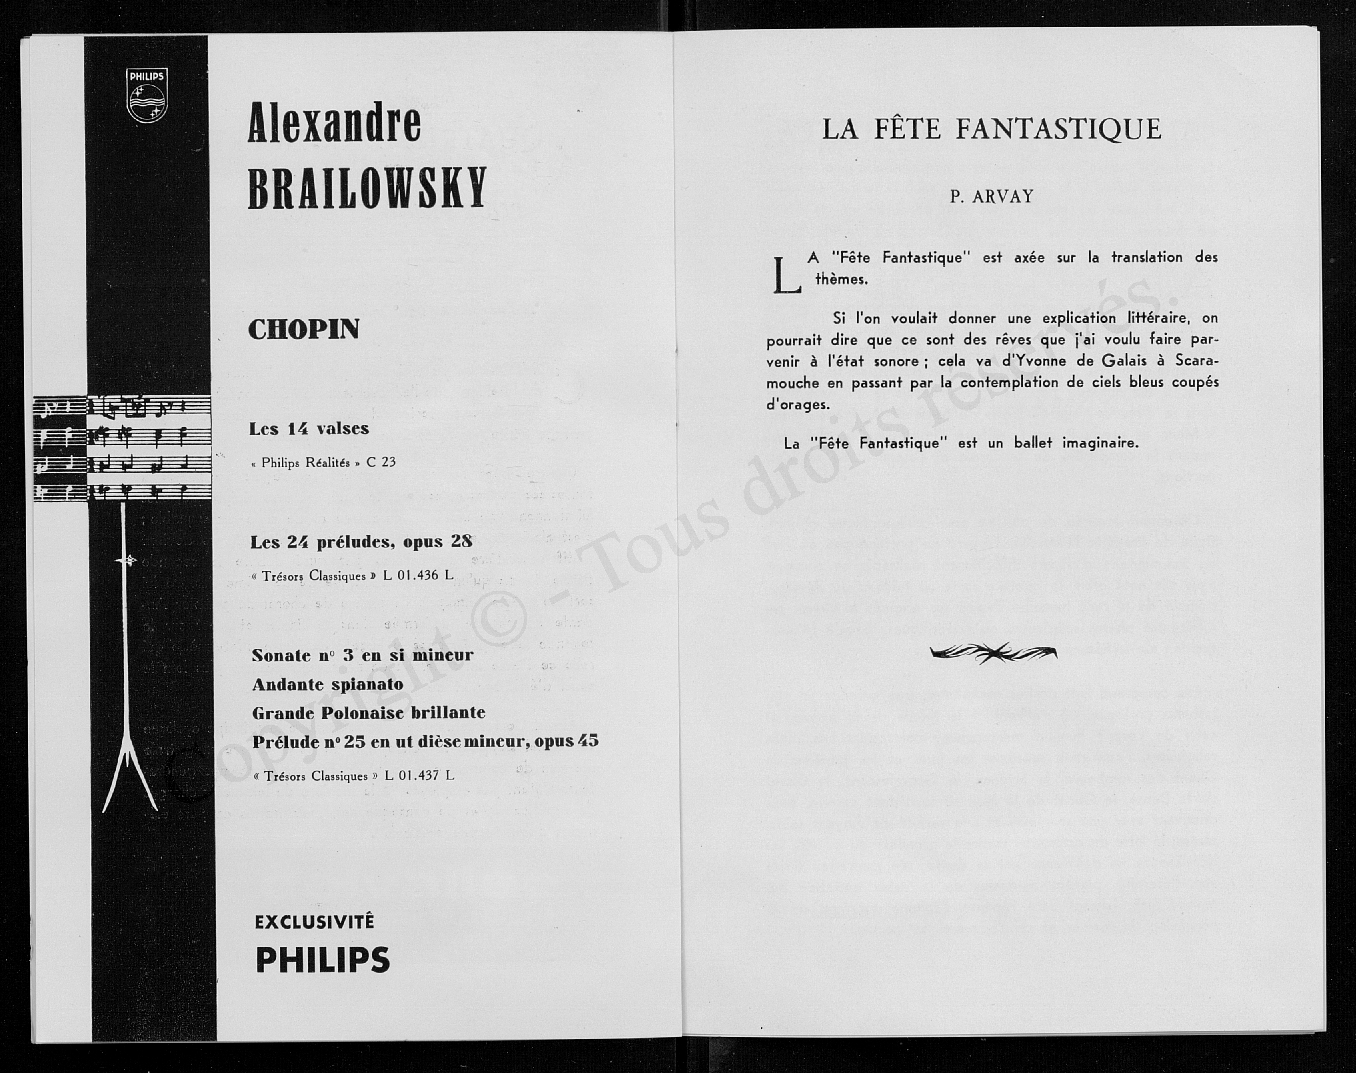 PHILIPS
Alexandre
BRAILOWSKY
CHOPIN
Les 14 valses
« Philips Réalités » C 23
Les 24 préludes, opus 28
« Trésors Classiques » L 01.436 L
Sonate nº 3 en si mineur
Andante spianato
Grande Polonaise brillante
Prélude nº 25 en ut dièse mineur, opus 45
« Trésors Classiques » L 01.437 L
EXCLUSIVITÊ
PHILIPS
LA FÊTE FANTASTIQUE
P. ARVAY
LA "Fête Fantastique" est axée sur la translation des
thèmes.
Si l'on voulait donner une explication littéraire, on
pourrait dire que ce sont des rêves que j'ai voulu faire par-
venir à l'état sonore ; cela va d'Yvonne de Galais à Scara-
mouche en passant par la contemplation de ciels bleus coupés
d'orages.
La "Fête Fantastique" est un ballet imaginaire.
Copyright © - Tous droits réservés.